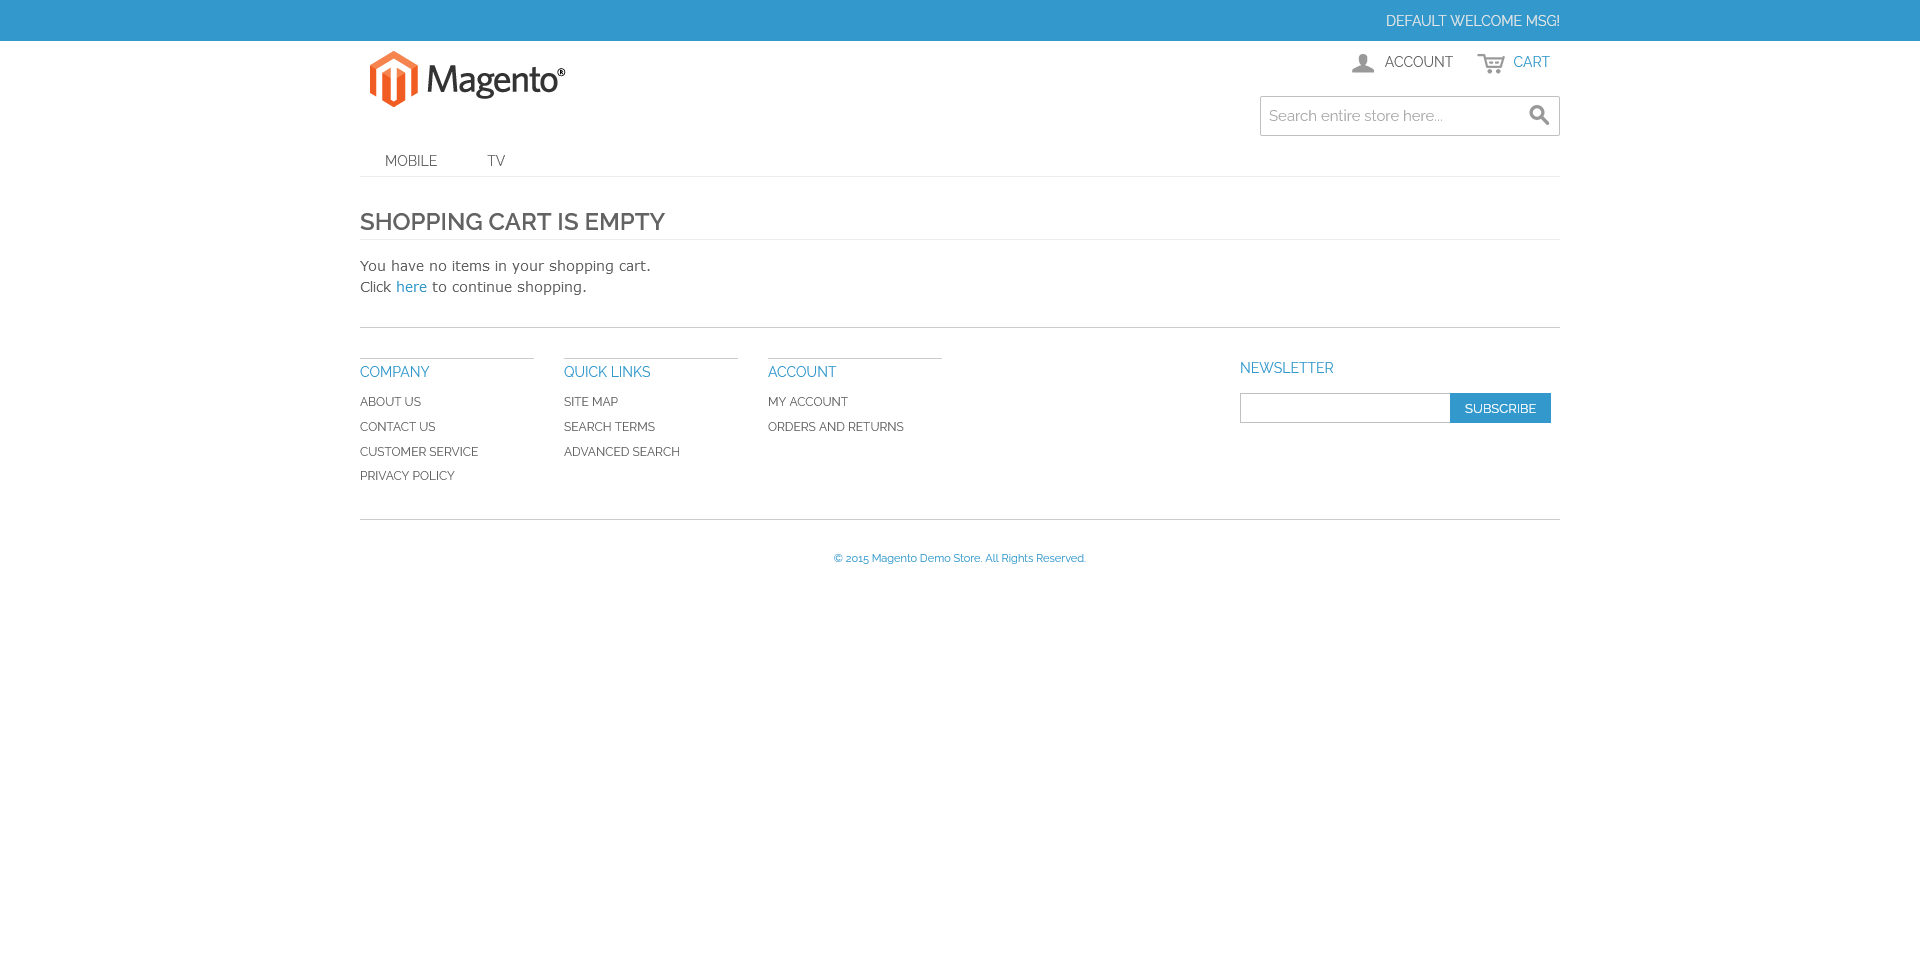 DEFAULT WELCOME MSG!
Magento®
ACCOUNT
CART
Search entire store here...
MOBILE
TV
SHOPPING CART IS EMPTY
You have no items in your shopping cart.
Click here to continue shopping.
COMPANY
ABOUT US
CONTACT US
CUSTOMER SERVICE
PRIVACY POLICY
QUICK LINKS
SITE MAP
SEARCH TERMS
ADVANCED SEARCH
ACCOUNT
MY ACCOUNT
ORDERS AND RETURNS
NEWSLETTER
SUBSCRIBE
© 2015 Magento Demo Store. All Rights Reserved.